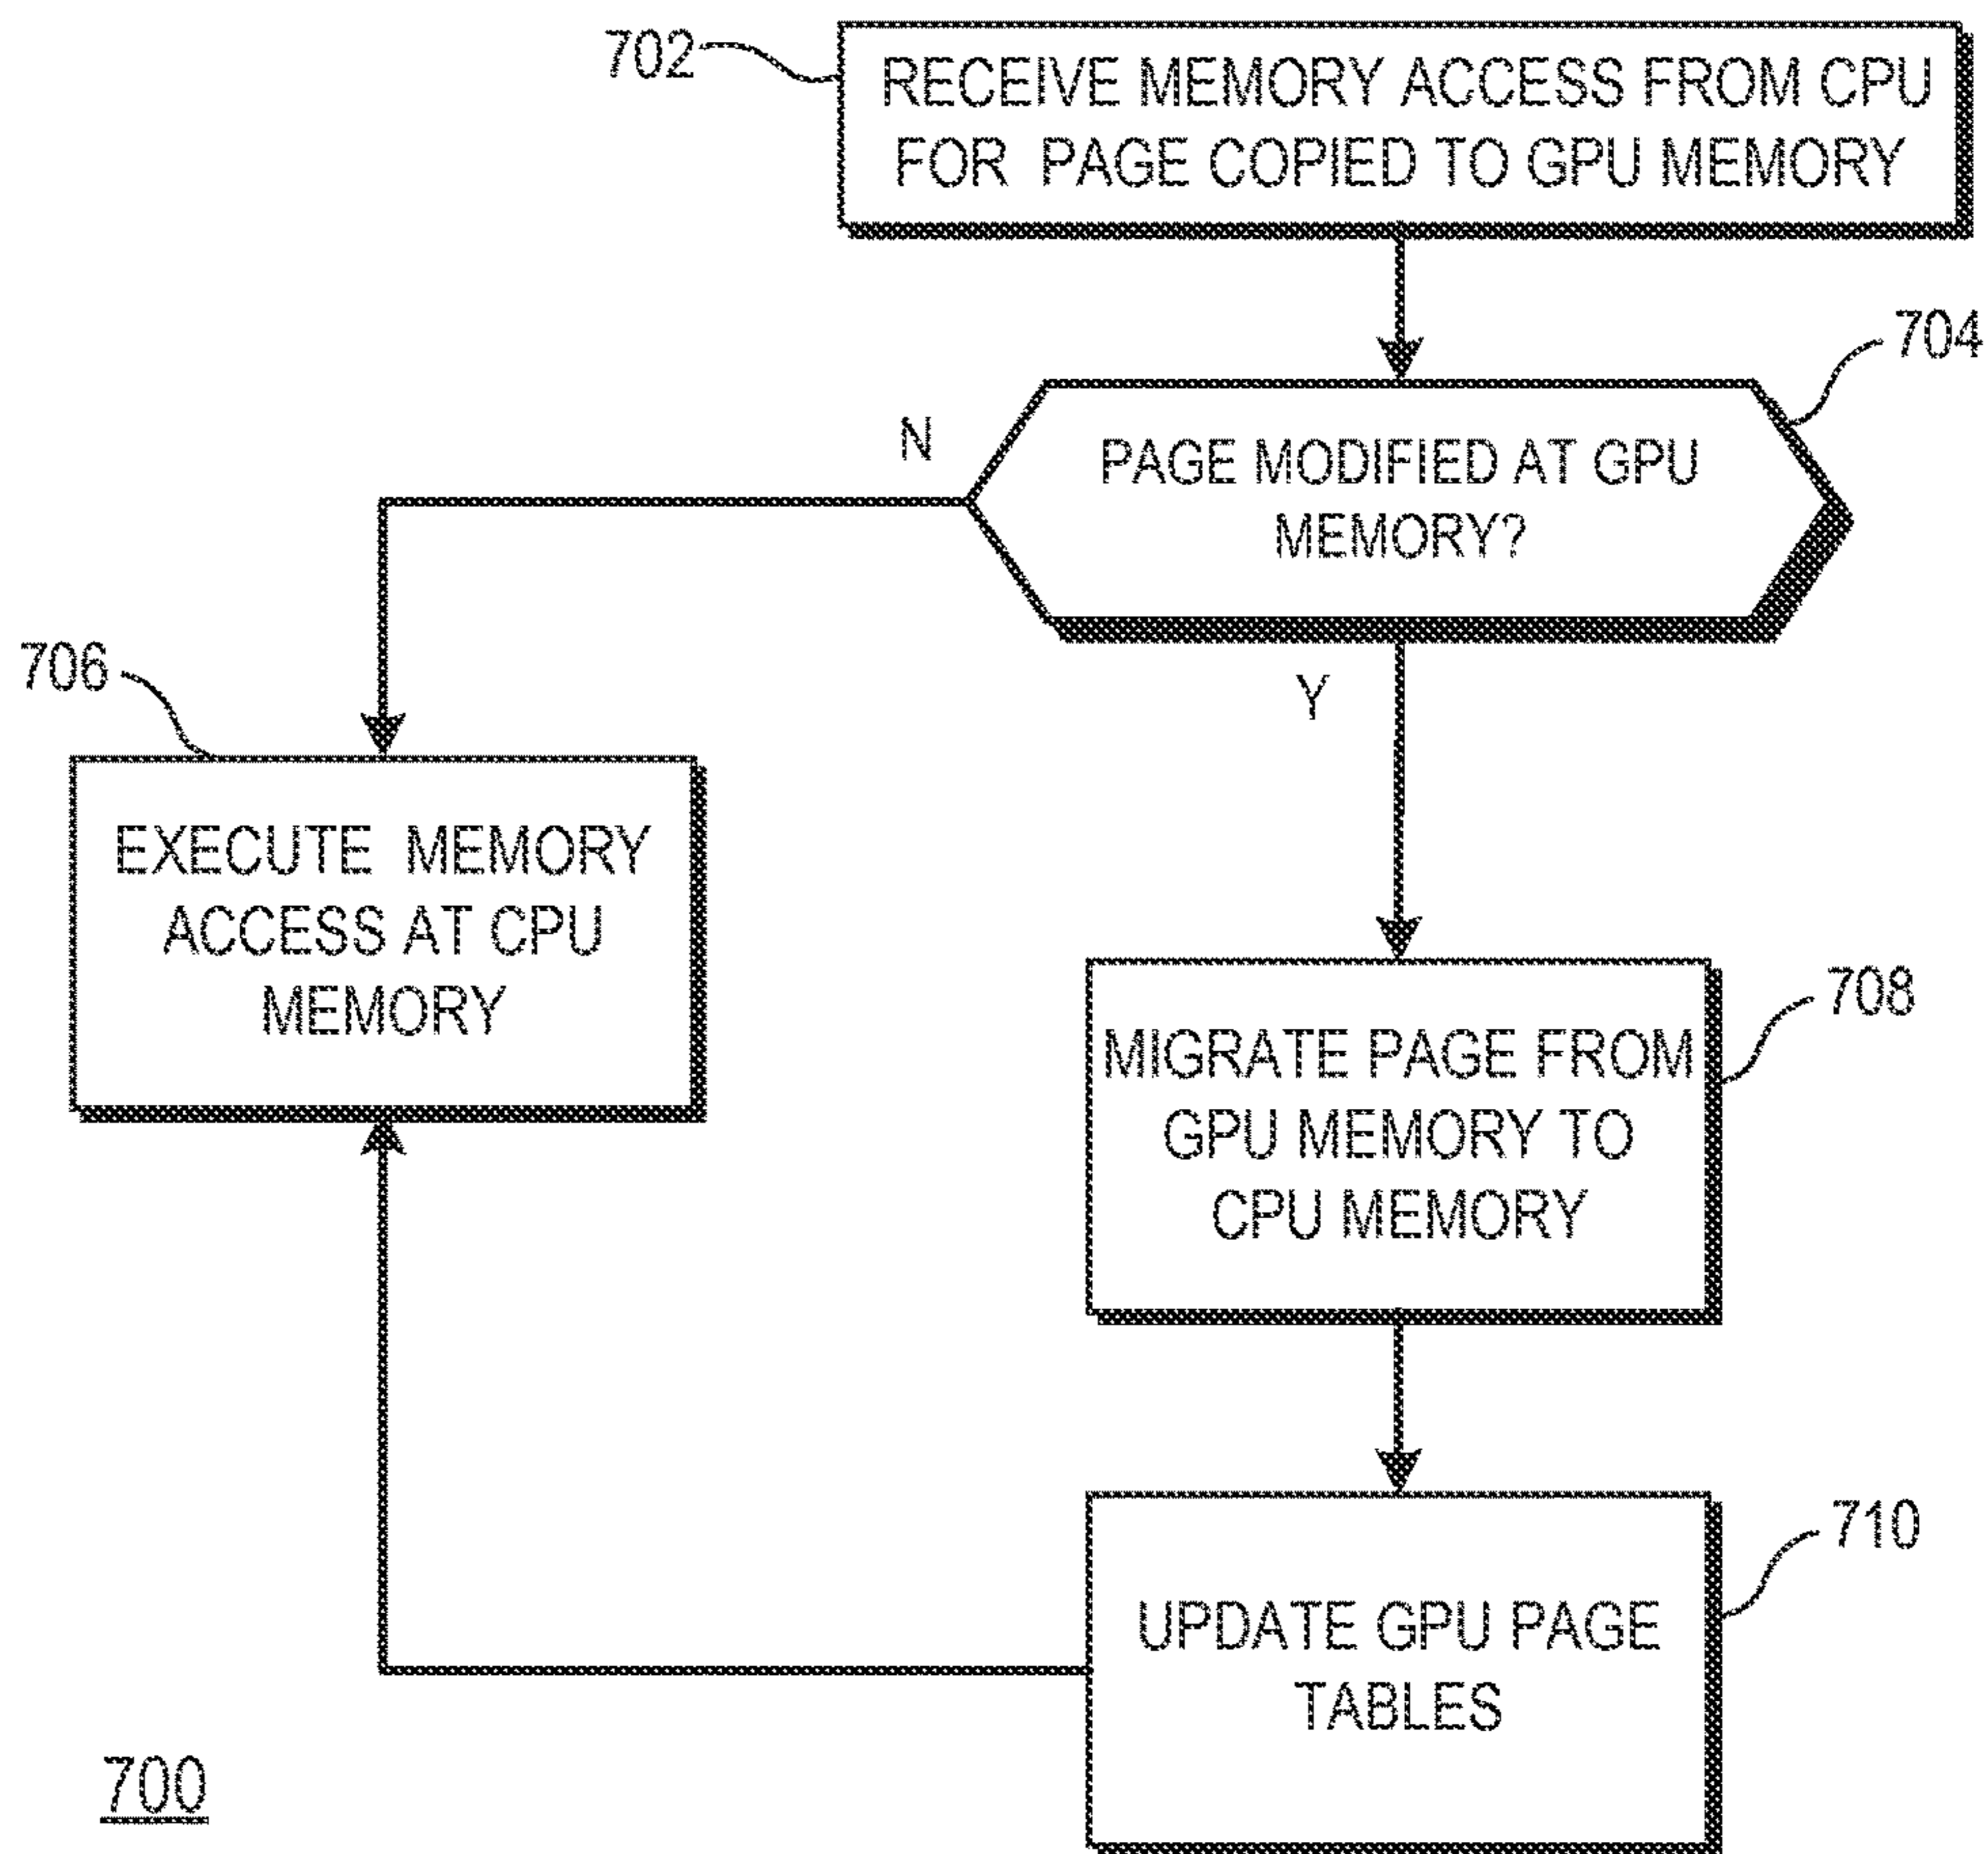 702
RECEIVE MEMORY ACCESS FROM CPU
FOR PAGE COPIED TO GPU MEMORY
704
N
PAGE MODIFIED AT GPU
MEMORY?
Y
706
EXECUTE MEMORY
ACCESS AT CPU
MEMORY
708
MIGRATE PAGE FROM
GPU MEMORY TO
CPU MEMORY
710
UPDATE GPU PAGE
TABLES
700